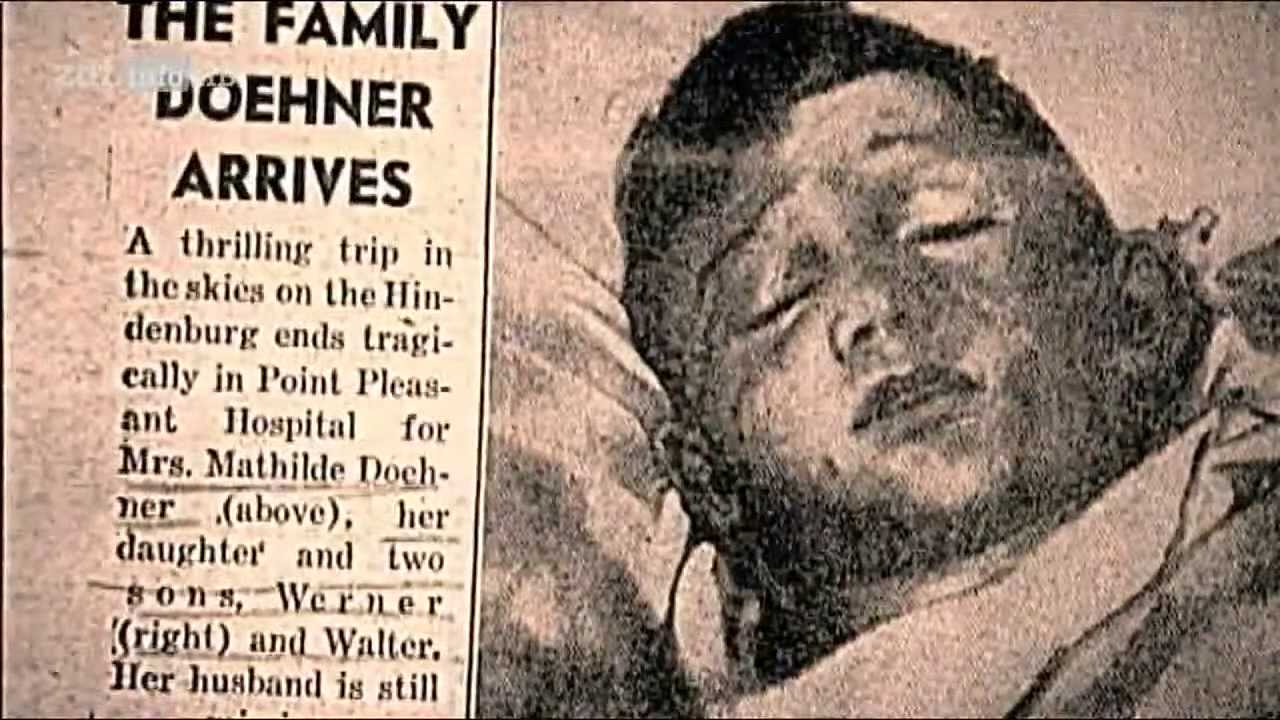 THE FAMILY
DOEHNER
ARRIVES
A thrilling trip in
the skies on the Hin-
denburg ends tragi-
cally in Point Pleas-
ant Hospital for
Mrs. Mathilde Doeh-
ner (above), her
daughter and two
sons, Werner
(right) and Walter.
Her husband is still
ZDF info